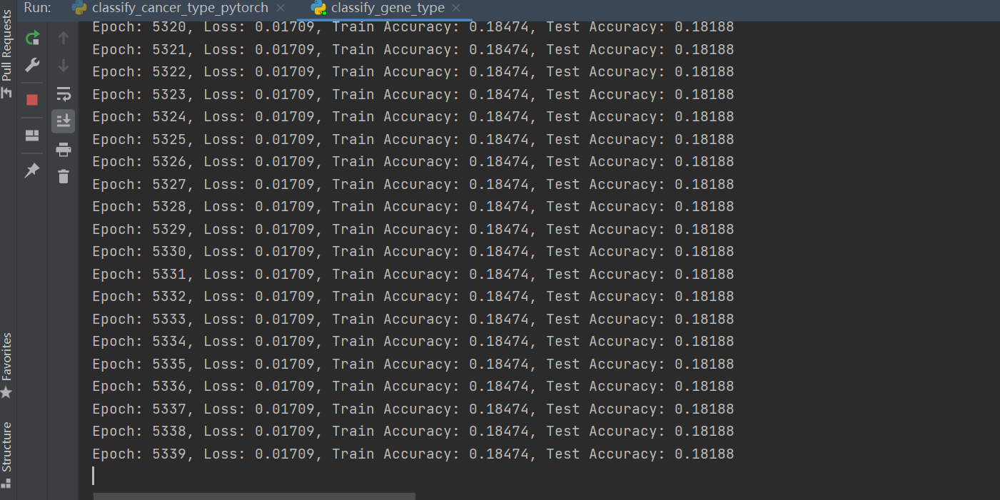 Run: classify_cancer_type_pytorch classify_gene_type
Pull Requests
Epoch: 5320, Loss: 0.01709, Train Accuracy: 0.18474, Test Accuracy: 0.18188
Epoch: 5321, Loss: 0.01709, Train Accuracy: 0.18474, Test Accuracy: 0.18188
Epoch: 5322, Loss: 0.01709, Train Accuracy: 0.18474, Test Accuracy: 0.18188
Epoch: 5323, Loss: 0.01709, Train Accuracy: 0.18474, Test Accuracy: 0.18188
Epoch: 5324, Loss: 0.01709, Train Accuracy: 0.18474, Test Accuracy: 0.18188
Epoch: 5325, Loss: 0.01709, Train Accuracy: 0.18474, Test Accuracy: 0.18188
Epoch: 5326, Loss: 0.01709, Train Accuracy: 0.18474, Test Accuracy: 0.18188
Epoch: 5327, Loss: 0.01709, Train Accuracy: 0.18474, Test Accuracy: 0.18188
Epoch: 5328, Loss: 0.01709, Train Accuracy: 0.18474, Test Accuracy: 0.18188
Epoch: 5329, Loss: 0.01709, Train Accuracy: 0.18474, Test Accuracy: 0.18188
Epoch: 5330, Loss: 0.01709, Train Accuracy: 0.18474, Test Accuracy: 0.18188
Epoch: 5331, Loss: 0.01709, Train Accuracy: 0.18474, Test Accuracy: 0.18188
Epoch: 5332, Loss: 0.01709, Train Accuracy: 0.18474, Test Accuracy: 0.18188
Epoch: 5333, Loss: 0.01709, Train Accuracy: 0.18474, Test Accuracy: 0.18188
Epoch: 5334, Loss: 0.01709, Train Accuracy: 0.18474, Test Accuracy: 0.18188
Epoch: 5335, Loss: 0.01709, Train Accuracy: 0.18474, Test Accuracy: 0.18188
Epoch: 5336, Loss: 0.01709, Train Accuracy: 0.18474, Test Accuracy: 0.18188
Epoch: 5337, Loss: 0.01709, Train Accuracy: 0.18474, Test Accuracy: 0.18188
Epoch: 5338, Loss: 0.01709, Train Accuracy: 0.18474, Test Accuracy: 0.18188
Epoch: 5339, Loss: 0.01709, Train Accuracy: 0.18474, Test Accuracy: 0.18188
Favorites
Structure